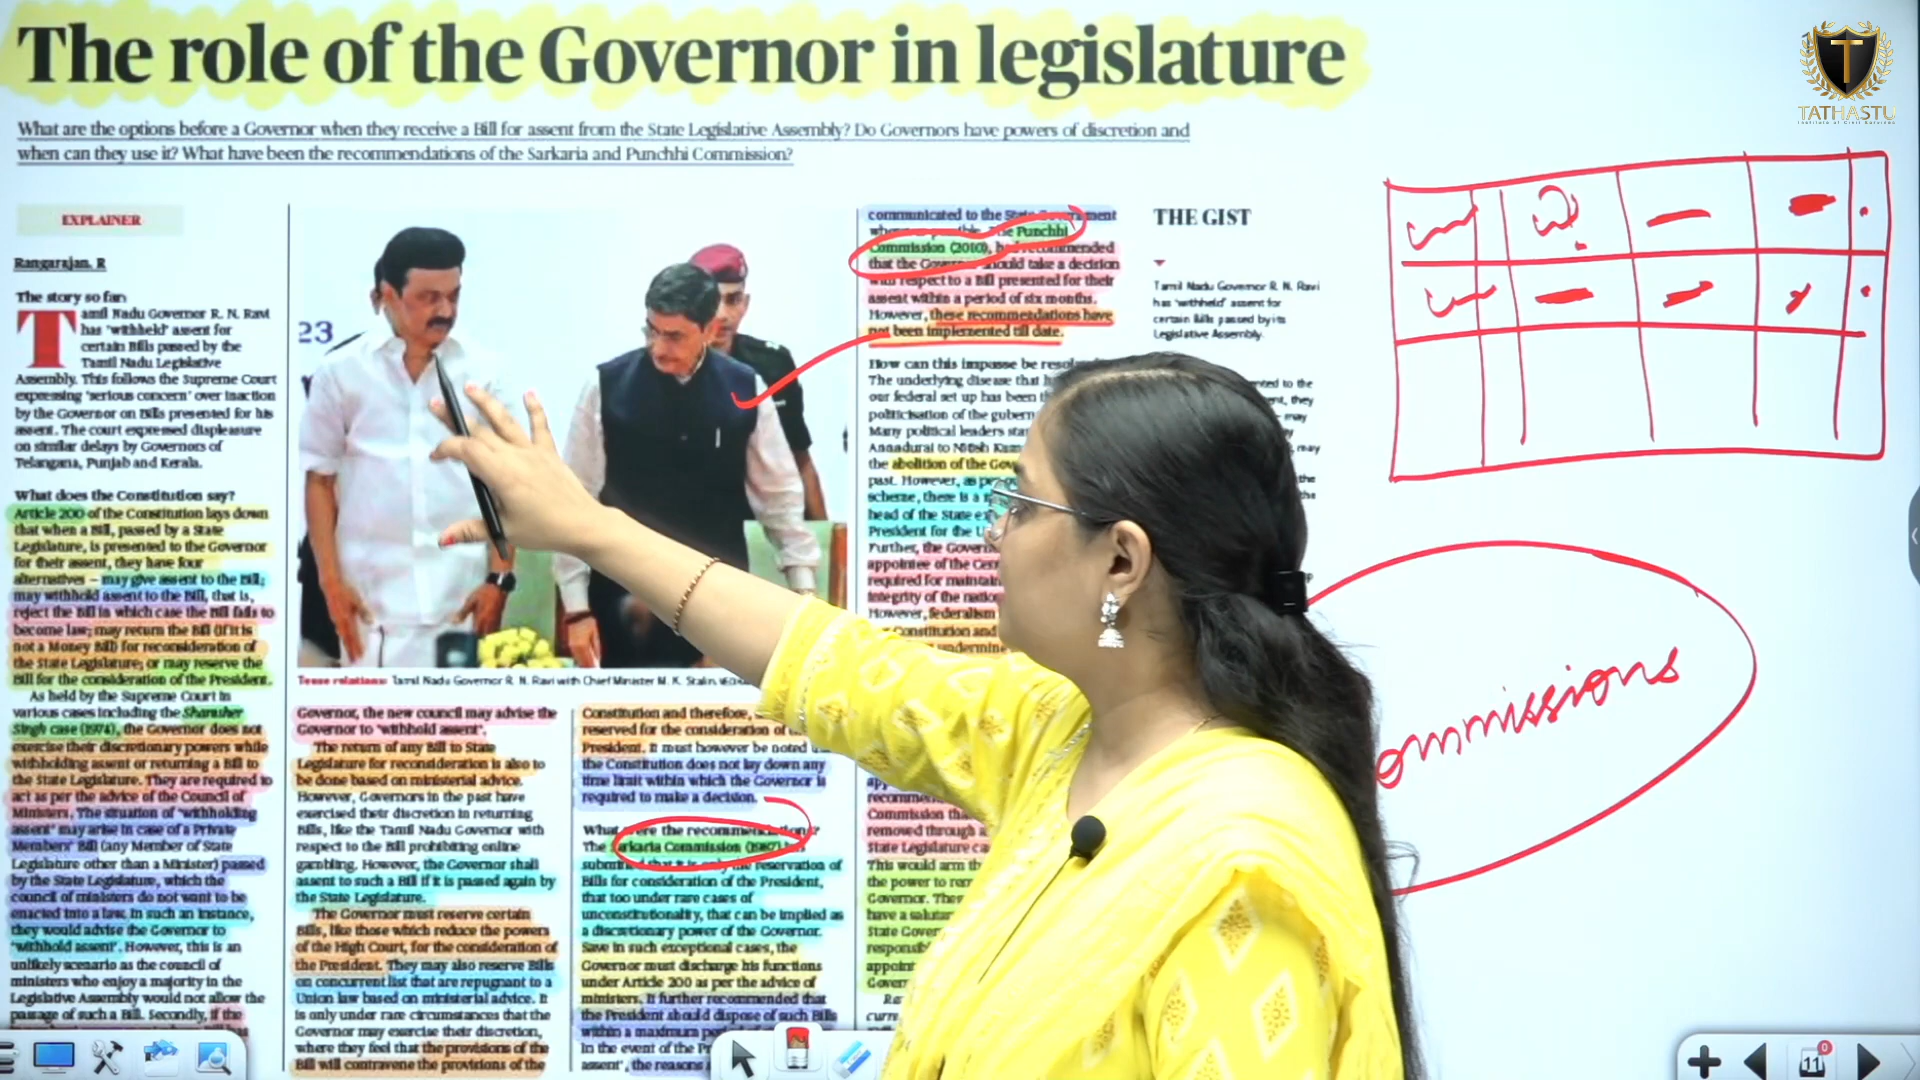 The role of the Governor in legislature
TATHASTU
Institute of Civil Services
What are the options before a Governor when they receive a Bill for assent from the State Legislative Assembly? Do Governors have powers of discretion and
when can they use it? What have been the recommendations of the Sarkaria and Punchhi Commission?
EXPLAINER
Rangarajan. R
The story so far
Tamil Nadu Governor R. N. Ravi
has 'withheld' assent for
certain Bills passed by the
Tamil Nadu Legislative
Assembly. This follows the Supreme Court
expressing 'serious concern' over inaction
by the Governor on Bills presented for his
assent. The court expressed displeasure
on similar delays by Governors of
Telangana, Punjab and Kerala.
What does the Constitution say?
Article 200 of the Constitution lays down
that when a Bill, passed by a State
Legislature, is presented to the Governor
for their assent, they have four
alternatives – may give assent to the Bill;
may withhold assent to the Bill, that is,
reject the Bill in which case the Bill fails to
become law; may return the Bill (if it is
not a Money Bill) for reconsideration of
the State Legislature; or may reserve the
Bill for the consideration of the President.
As held by the Supreme Court in
various cases including the Shamsher
Singh case (1974), the Governor does not
exercise their discretionary powers while
withholding assent or returning a Bill to
the State Legislature. They are required to
act as per the advice of the Council of
Ministers. The situation of 'withholding
assent' may arise in case of a Private
Members' Bill (any Member of State
Legislature other than a Minister) passed
by the State Legislature, which the
council of ministers do not want to be
enacted into a law. In such an instance,
they would advise the Governor to
'withhold assent'. However, this is an
unlikely scenario as the council of
ministers who enjoy a majority in the
Legislative Assembly would not allow the
passage of such a Bill. Secondly, if the
23
Tense relations: Tamil Nadu Governor R. N. Ravi with Chief Minister M. K. Stalin.
Governor, the new council may advise the
Governor to 'withhold assent'.
The return of any Bill to State
Legislature for reconsideration is also to
be done based on ministerial advice.
However, Governors in the past have
exercised their discretion in returning
Bills, like the Tamil Nadu Governor with
respect to the Bill prohibiting online
gambling. However, the Governor shall
assent to such a Bill if it is passed again by
the State Legislature.
The Governor must reserve certain
Bills, like those which reduce the powers
of the High Court, for the consideration of
the President. They may also reserve Bills
on concurrent list that are repugnant to a
Union law based on ministerial advice. It
is only under rare circumstances that the
Governor may exercise their discretion,
where they feel that the provisions of the
Bill will contravene the provisions of the
Constitution and therefore,
reserved for the consideration of
President. It must however be noted
the Constitution does not lay down any
time limit within which the Governor is
required to make a decision.
What were the recommendations?
The Sarkaria Commission (1987)
submitted that it is only the reservation of
Bills for consideration of the President,
that too under rare cases of
unconstitutionality, that can be implied as
a discretionary power of the Governor.
Save in such exceptional cases, the
Governor must discharge his functions
under Article 200 as per the advice of
ministers. It further recommended that
the President should dispose of such Bills
within a maximum
In the event of the
assent', the reasons
communicated to the State Government
The Punchhi
Commission (2010), had recommended
that the Governor should take a decision
with respect to a Bill presented for their
assent within a period of six months.
However, these recommendations have
not been implemented till date.
How can this impasse be
The underlying disease that
our federal set up has been
politicisation of the
Many political leaders
Annadurai to Nitish
the abolition of the
past. However, as
scheme, there is a
head of the State
President for the
Further, the
appointee of the
required for
integrity of the
However, federalism
Constitution and
undermine
Commission
removed through
State Legislature
This would arm
the power to
Governor.
have a
State
THE GIST
Tamil Nadu Governor R. N. Ravi
has 'withheld' assent for
certain Bills passed by its
Legislative Assembly.
to the
they
may
may
the
the
ommissions
11
0